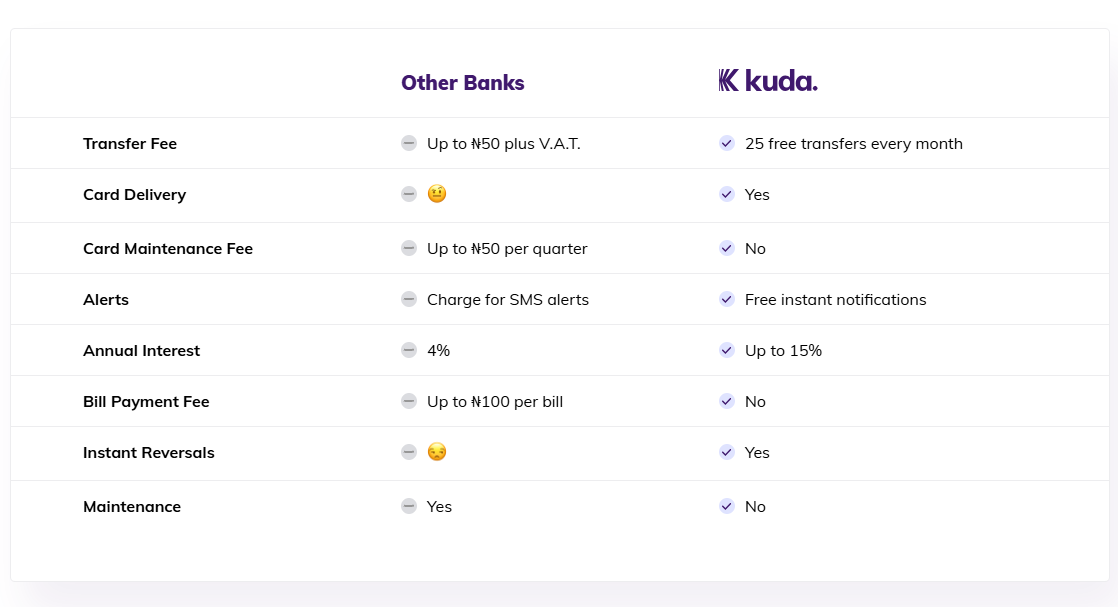 Other Banks kuda.
Transfer Fee Up to ₦50 plus V.A.T. 25 free transfers every month
Card Delivery 🤨 Yes
Card Maintenance Fee Up to ₦50 per quarter No
Alerts Charge for SMS alerts Free instant notifications
Annual Interest 4% Up to 15%
Bill Payment Fee Up to ₦100 per bill No
Instant Reversals 😒 Yes
Maintenance Yes No